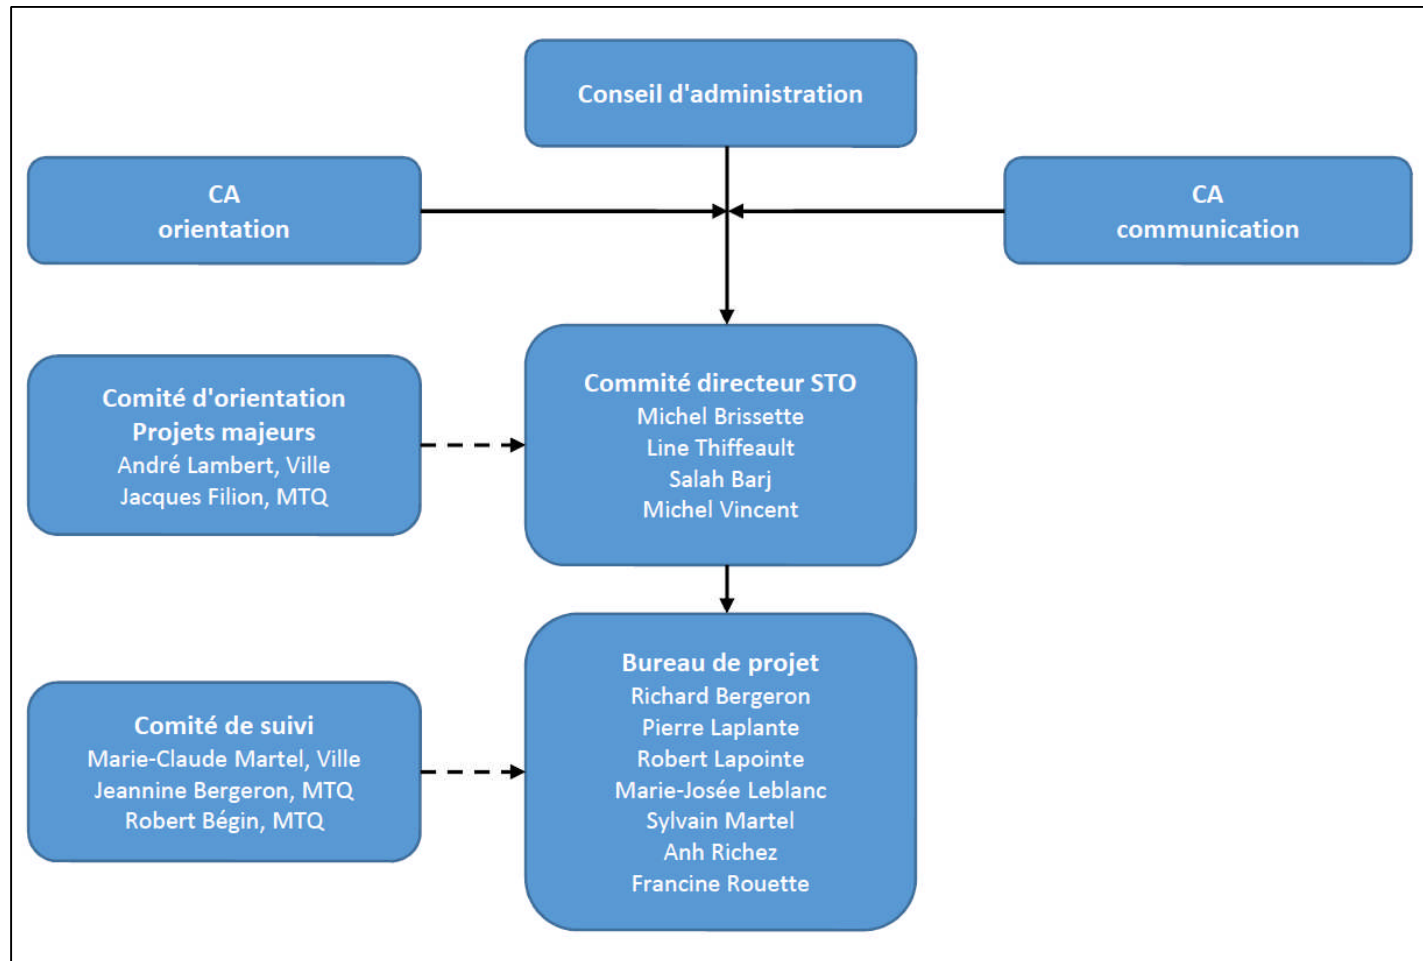 Conseil d'administration
CA
orientation
CA
communication
Comité d'orientation
Projets majeurs
André Lambert, Ville
Jacques Filion, MTQ
Commité directeur STO
Michel Brissette
Line Thiffeault
Salah Barj
Michel Vincent
Comité de suivi
Marie-Claude Martel, Ville
Jeannine Bergeron, MTQ
Robert Bégin, MTQ
Bureau de projet
Richard Bergeron
Pierre Laplante
Robert Lapointe
Marie-Josée Leblanc
Sylvain Martel
Anh Richez
Francine Rouette